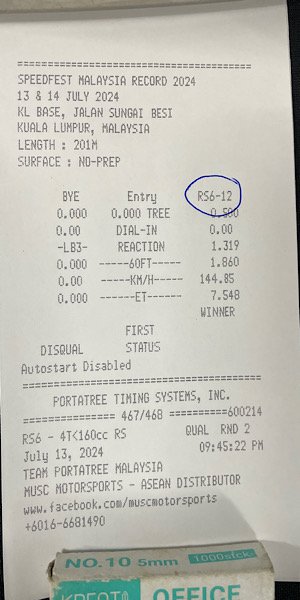 ==========================================
SPEEDFEST MALAYSIA RECORD 2024
13 & 14 JULY 2024
KL BASE, JALAN SUNGAI BESI
KUALA LUMPUR, MALAYSIA
LENGTH : 201M
SURFACE : NO-PREP
==========================================
BYE Entry RS6-12
0.000 0.000 TREE 0.500
0.00 DIAL-IN 0.00
-LB3- REACTION 1.319
0.000 ------60FT----- 1.860
0.00 ------KM/H----- 144.85
0.000 -------ET------ 7.548
WINNER
FIRST
DISQUAL STATUS
Autostart Disabled
==========================================
PORTATREE TIMING SYSTEMS, INC.
================ 467/468 ==========600214
RS6 - 4T<160cc RS QUAL RND 2
July 13, 2024 09:45:22 PM
TEAM PORTATREE MALAYSIA
MUSC MOTORSPORTS - ASEAN DISTRIBUTOR
www.facebook.com/muscmotorsports
+6016-6681490
NO.10 5mm 1000stck
KREST® OFFICE